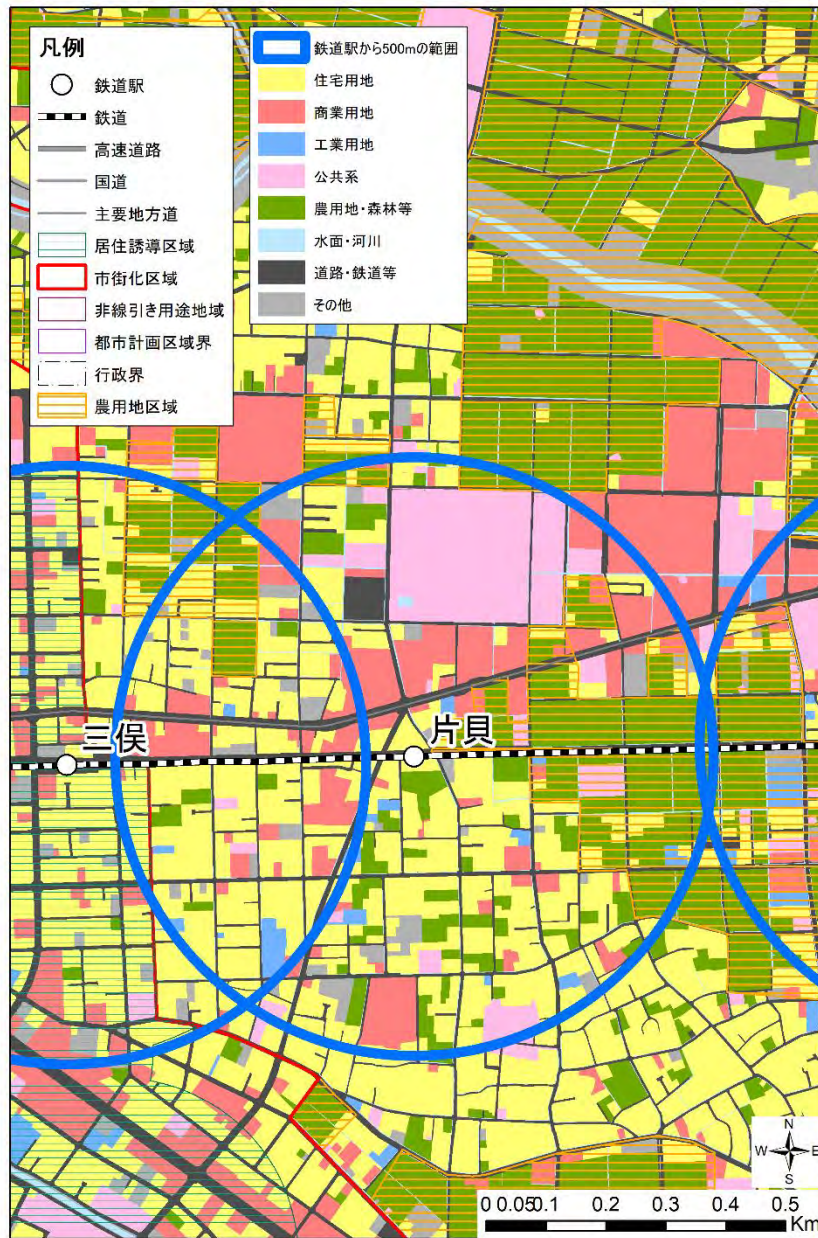 凡例
鉄道駅
鉄道
高速道路
国道
主要地方道
居住誘導区域
市街化区域
非線引き用途地域
都市計画区域界
行政界
農用地区域
鉄道駅から500mの範囲
住宅用地
商業用地
工業用地
公共系
農用地・森林等
水面・河川
道路・鉄道等
その他
三俣
片貝
N
W E
S
0 0.05 0.1 0.2 0.3 0.4 0.5
Km